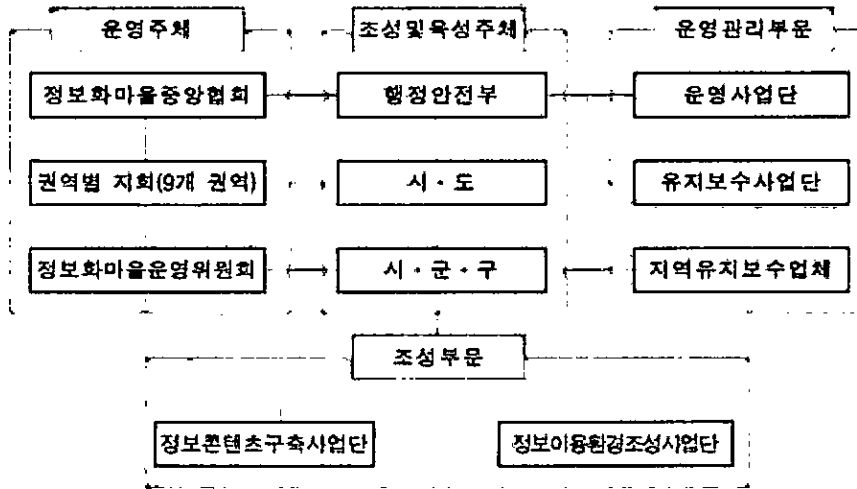 운영주체 조성및육성주체 운영관리부문
정보화마을중앙협회 행정안전부 운영사업단
권역별 지회(9개 권역) 시·도 유지보수사업단
정보화마을운영위원회 시·군·구 지역유지보수업체
조성부문
정보콘텐츠구축사업단 정보이용환경조성사업단